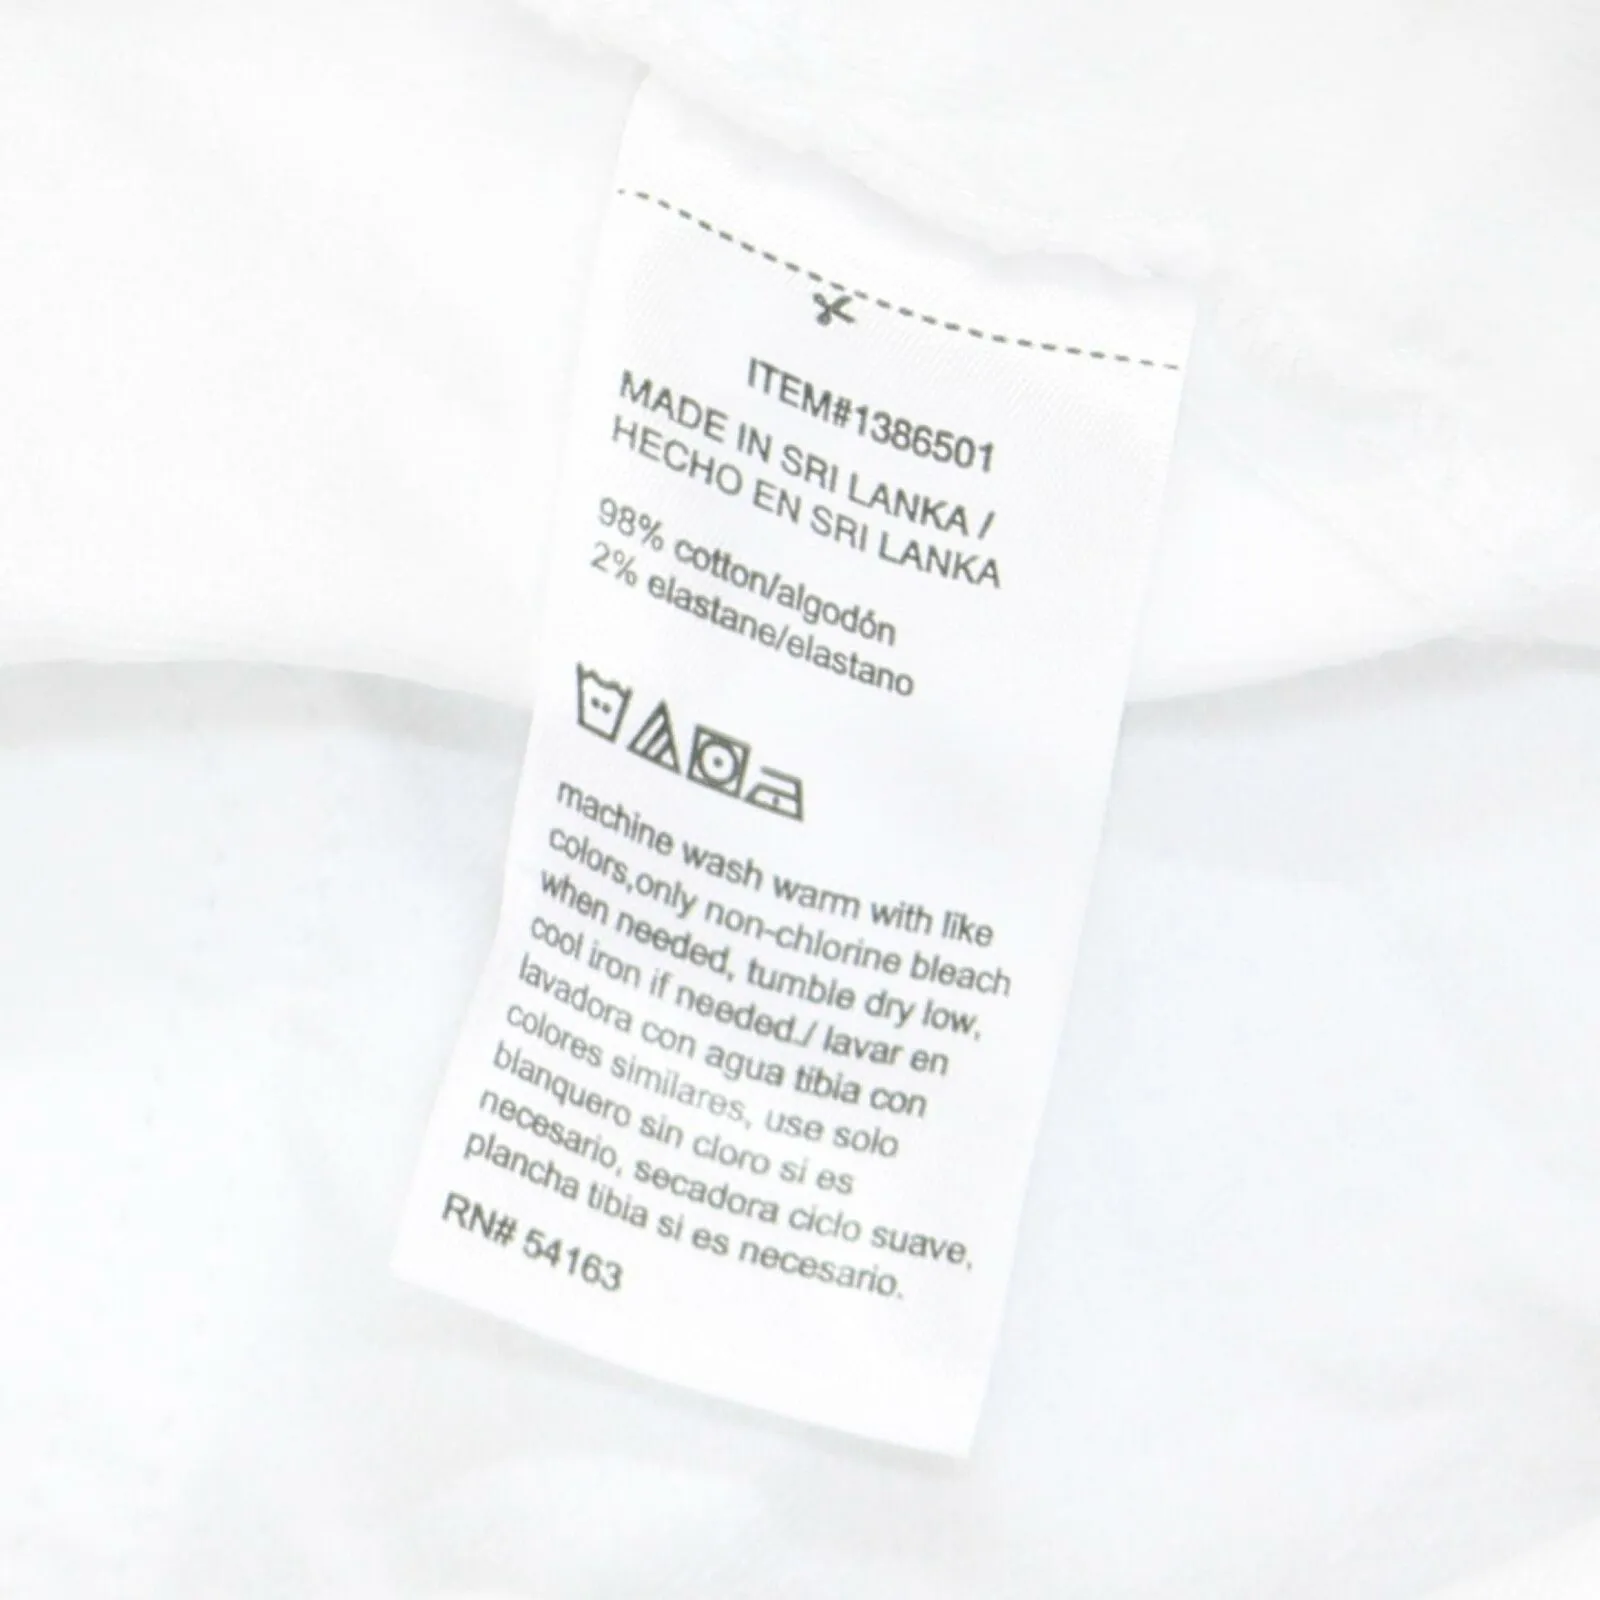 ITEM#1386501
MADE IN SRI LANKA /
HECHO EN SRI LANKA
98% cotton/algodón
2% elastane/elastano
machine wash warm with like
colors,only non-chlorine bleach
when needed, tumble dry low,
cool iron if needed./ lavar en
lavadora con agua tibia con
colores similares, use solo
blanquero sin cloro si es
necesario, secadora ciclo suave,
plancha tibia si es necesario.
RN# 54163